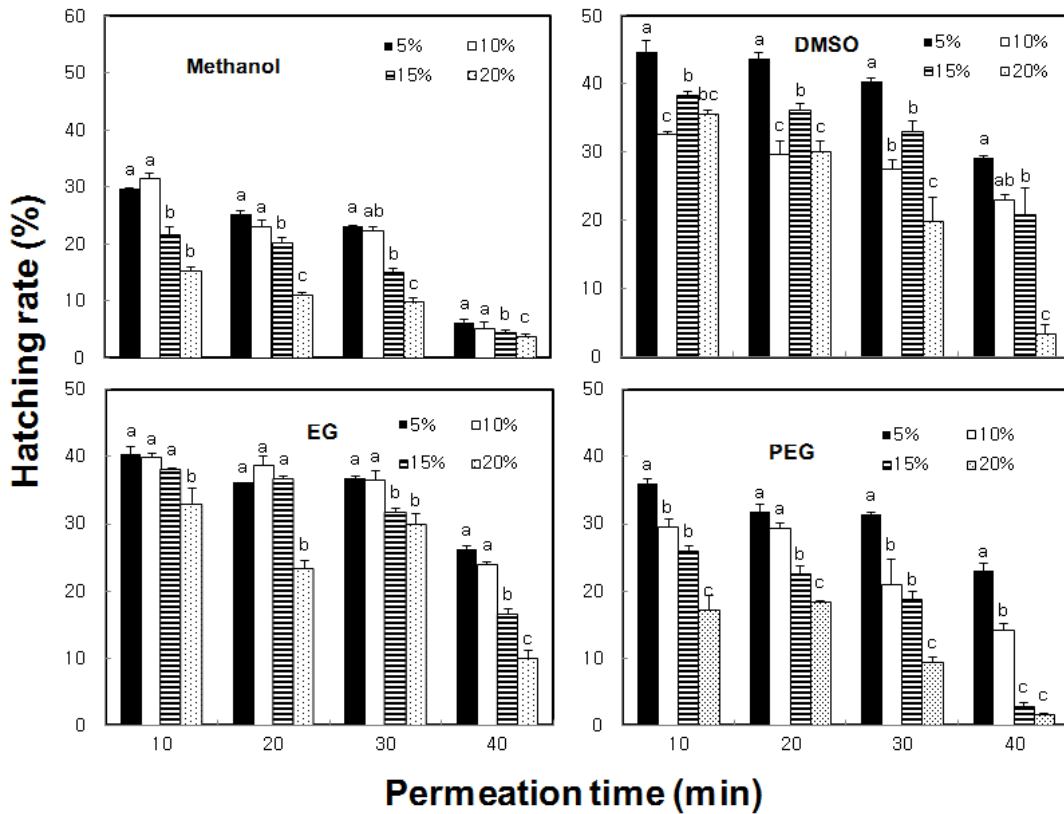 60
50
40
30
20
10
0
Methanol
5% 10%
15% 20%
a a b b
a a b c
a ab b c
a a b c
50
40
30
20
10
0
DMSO
5% 10%
15% 20%
a c b bc
a c b c
a b b c
a ab b c
50
40
30
20
10
0
EG
5% 10%
15% 20%
a a a b
a a a b
a a b b
a a b c
10 20 30 40
50
40
30
20
10
0
PEG
5% 10%
15% 20%
a b b c
a a b c
a b b c
a b c c
10 20 30 40
Hatching rate (%)
Permeation time (min)